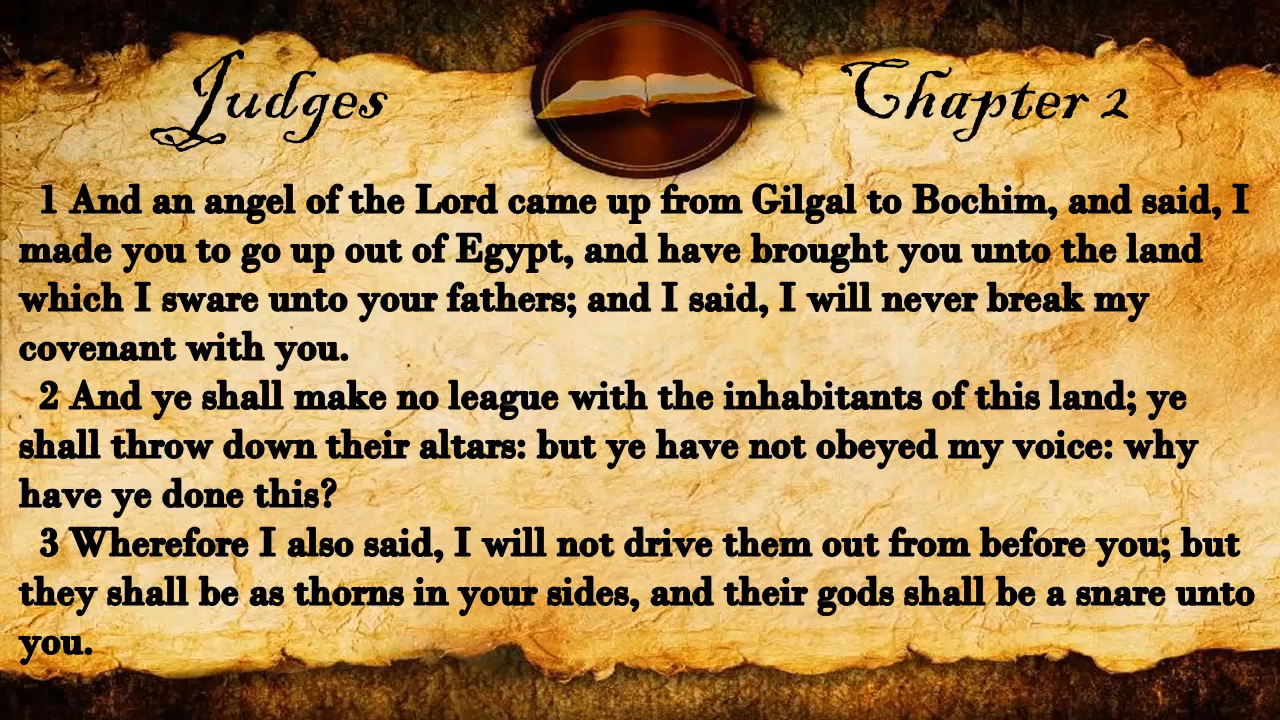 Judges
Chapter 2
1 And an angel of the Lord came up from Gilgal to Bochim, and said, I
made you to go up out of Egypt, and have brought you unto the land
which I sware unto your fathers; and I said, I will never break my
covenant with you.
2 And ye shall make no league with the inhabitants of this land; ye
shall throw down their altars: but ye have not obeyed my voice: why
have ye done this?
3 Wherefore I also said, I will not drive them out from before you; but
they shall be as thorns in your sides, and their gods shall be a snare unto
you.